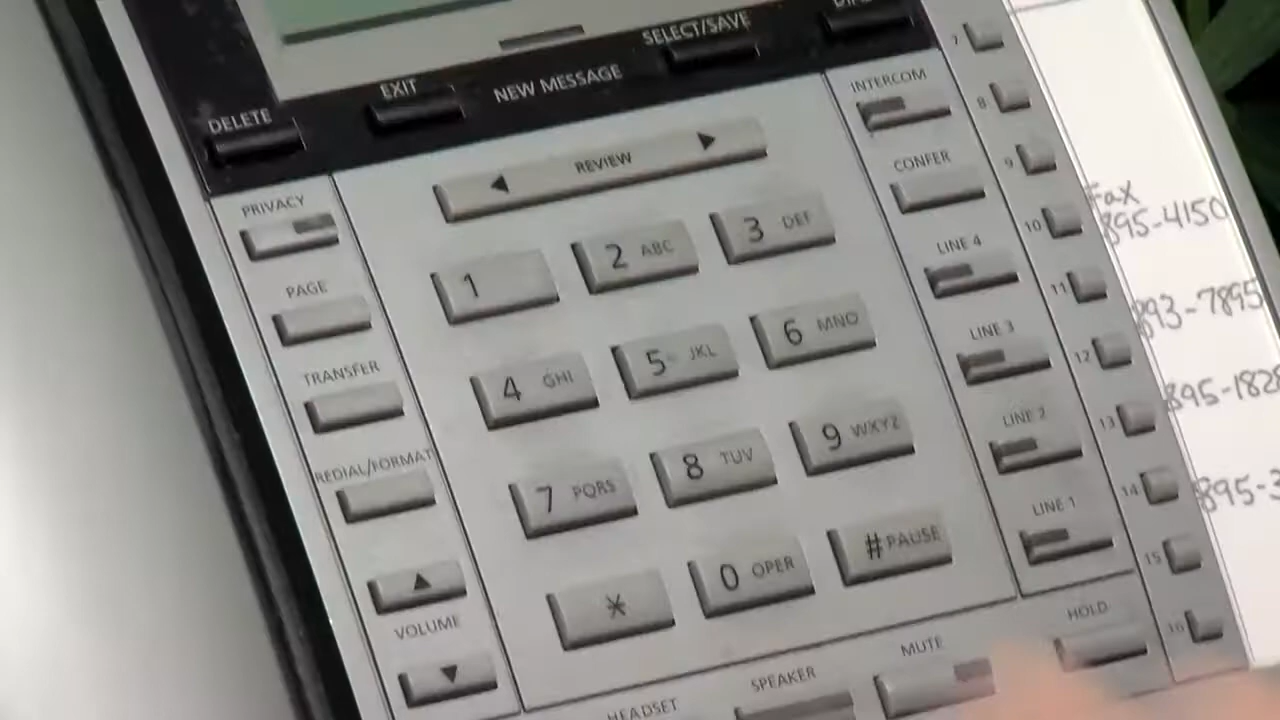 SELECT/SAVE
EXIT
NEW MESSAGE
DELETE
REVIEW
PRIVACY
PAGE
TRANSFER
REDIAL/FORMAT
VOLUME
1
2 ABC
3 DEF
4 GHI
5 JKL
6 MNO
7 PQRS
8 TUV
9 WXYZ
*
0 OPER
# PAUSE
INTERCOM
CONFER
LINE 4
LINE 3
LINE 2
LINE 1
HOLD
MUTE
SPEAKER
HEADSET
7
8
9
10
11
12
13
14
15
16
Fax
895-4150
893-7895
895-182
895-3